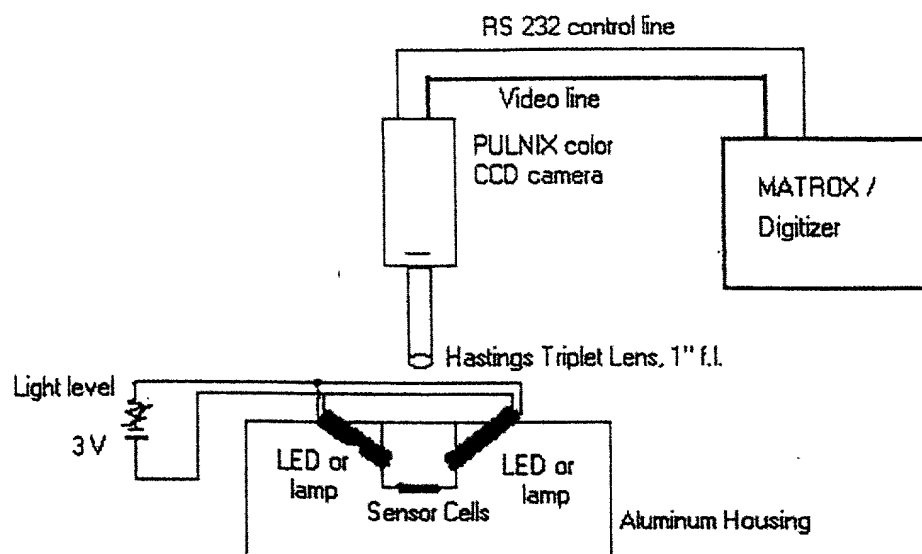 RS 232 control line
Video line
PULNIX color
CCD camera
MATROX /
Digitizer
Hastings Triplet Lens, 1" f.l.
Light level
3 V
LED or
lamp
LED or
lamp
Sensor Cells
Aluminum Housing